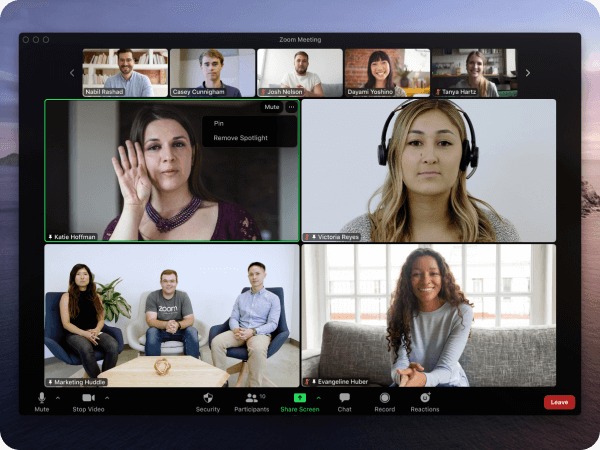 Zoom Meeting
Nabil Rashad
Casey Cunnigham
Josh Nelson
Dayami Yoshino
Tanya Hartz
Mute
Pin
Remove Spotlight
Katie Hoffman
Victoria Reyes
zoom
Marketing Huddle
Evangeline Huber
Mute
Stop Video
Security
Participants
10
Share Screen
Chat
Record
Reactions
Leave